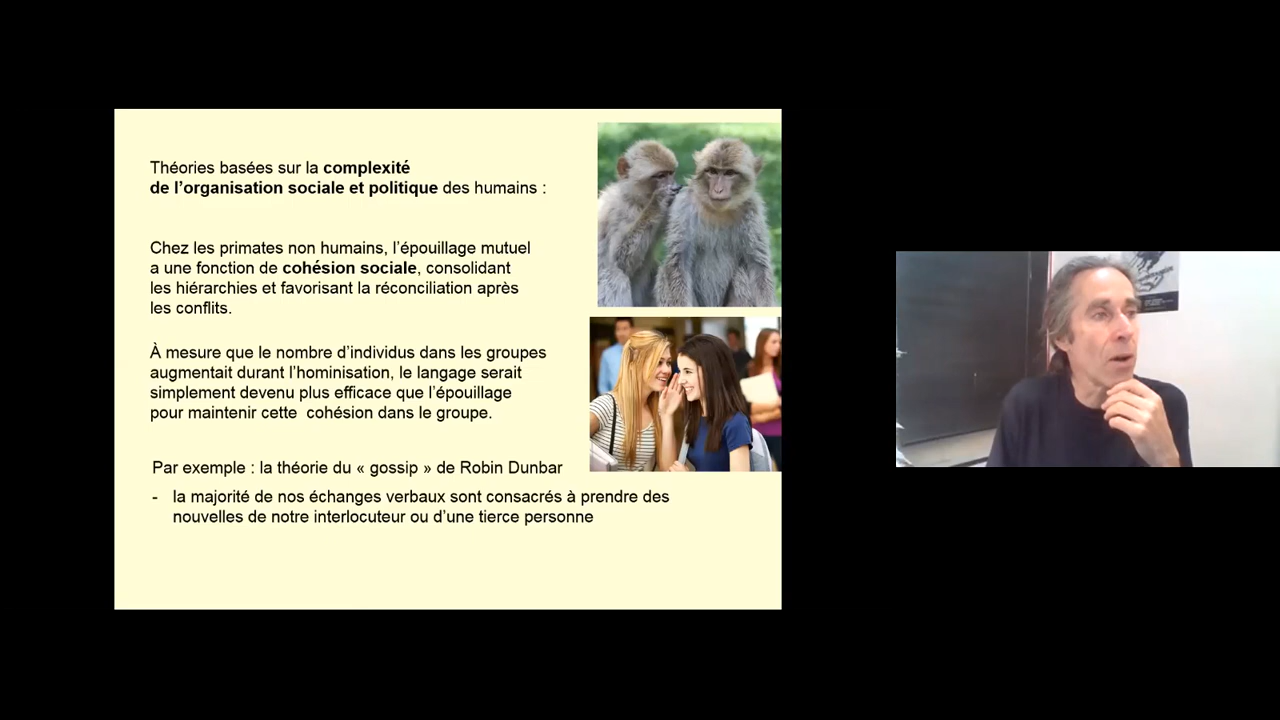 Théories basées sur la complexité
de l’organisation sociale et politique des humains :
Chez les primates non humains, l’épouillage mutuel
a une fonction de cohésion sociale, consolidant
les hiérarchies et favorisant la réconciliation après
les conflits.
À mesure que le nombre d’individus dans les groupes
augmentait durant l’hominisation, le langage serait
simplement devenu plus efficace que l’épouillage
pour maintenir cette  cohésion dans le groupe.
Par exemple : la théorie du « gossip » de Robin Dunbar
- la majorité de nos échanges verbaux sont consacrés à prendre des
nouvelles de notre interlocuteur ou d’une tierce personne